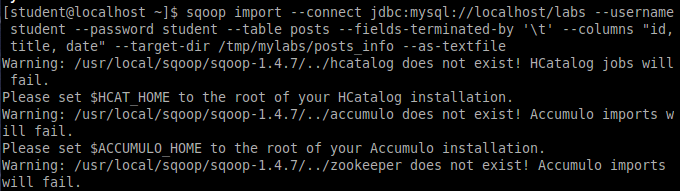 [student@localhost ~]$ sqoop import --connect jdbc:mysql://localhost/labs --username
student --password student --table posts --fields-terminated-by '\t' --columns "id,
title, date" --target-dir /tmp/mylabs/posts_info --as-textfile
Warning: /usr/local/sqoop/sqoop-1.4.7/../hcatalog does not exist! HCatalog jobs will
fail.
Please set $HCAT_HOME to the root of your HCatalog installation.
Warning: /usr/local/sqoop/sqoop-1.4.7/../accumulo does not exist! Accumulo imports w
ill fail.
Please set $ACCUMULO_HOME to the root of your Accumulo installation.
Warning: /usr/local/sqoop/sqoop-1.4.7/../zookeeper does not exist! Accumulo imports
will fail.